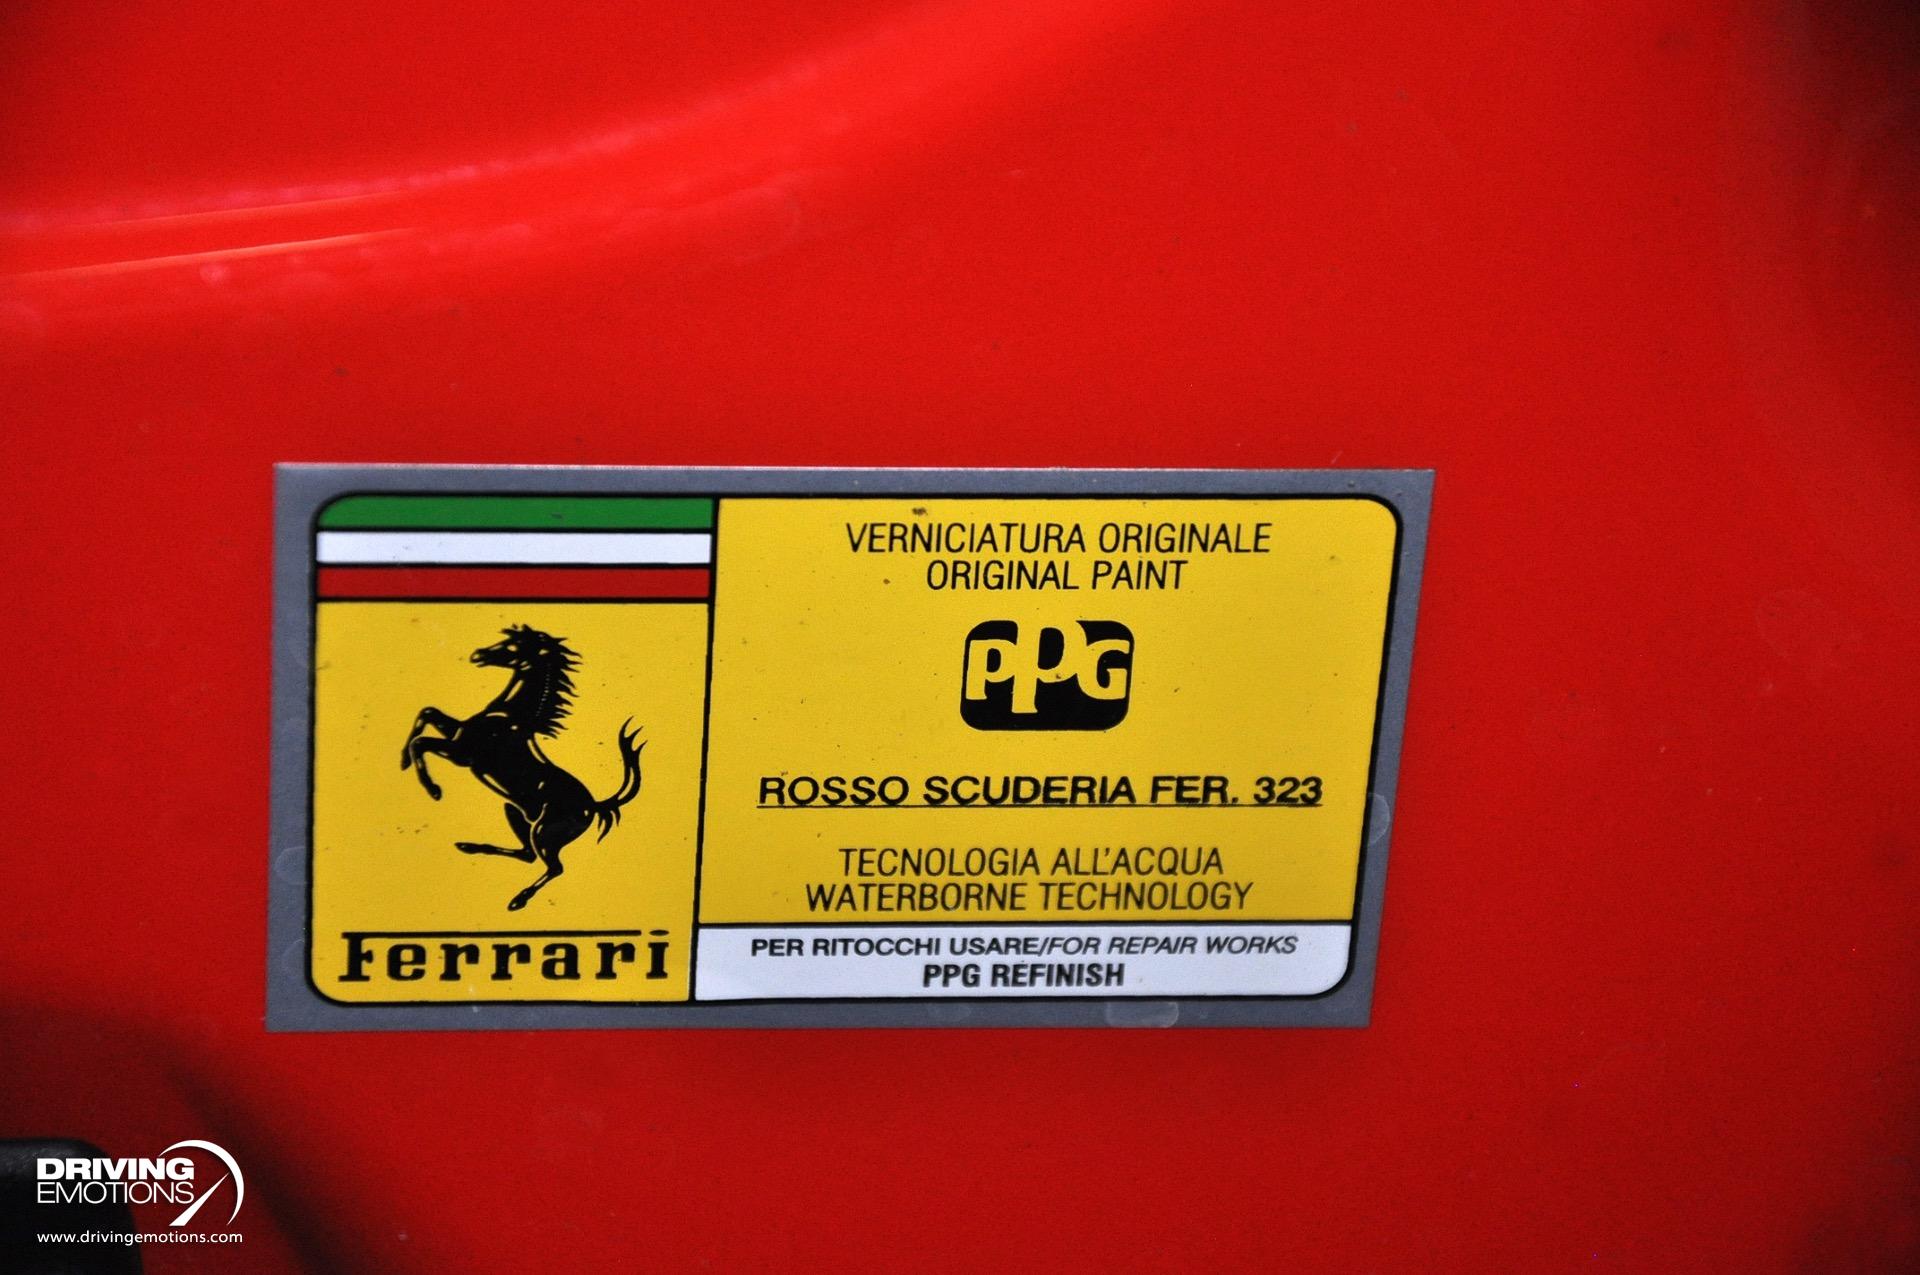 VERNICIATURA ORIGINALE
ORIGINAL PAINT
PPG
ROSSO SCUDERIA FER. 323
TECNOLOGIA ALL'ACQUA
WATERBORNE TECHNOLOGY
Ferrari
PER RITOCCHI USARE/FOR REPAIR WORKS
PPG REFINISH
DRIVING
EMOTIONS
www.drivingemotions.com